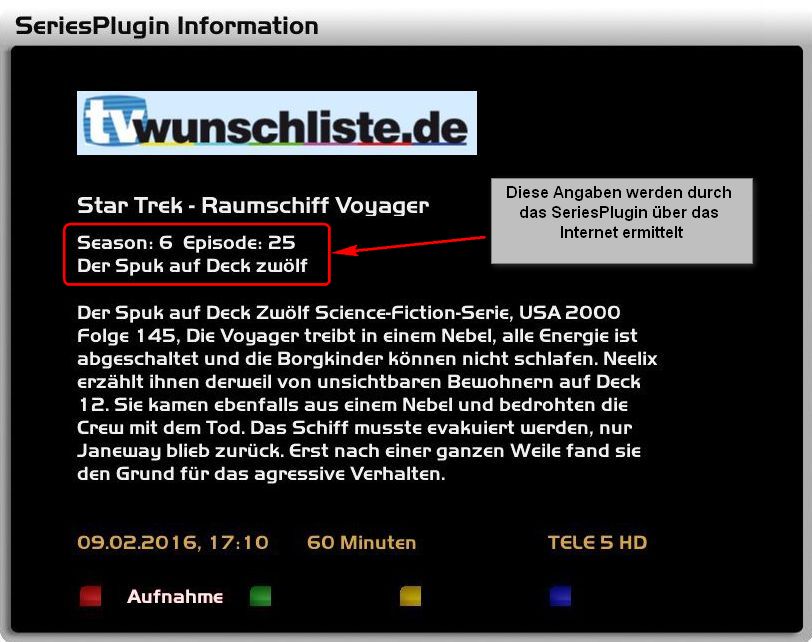 SeriesPlugin Information
tvwunschliste.de
Star Trek - Raumschiff Voyager
Diese Angaben werden durch
das SeriesPlugin über das
Internet ermittelt
Season: 6 Episode: 25
Der Spuk auf Deck zwölf
Der Spuk auf Deck Zwölf Science-Fiction-Serie, USA 2000
Folge 145, Die Voyager treibt in einem Nebel, alle Energie ist
abgeschaltet und die Borgkinder können nicht schlafen. Neelix
erzählt ihnen derweil von unsichtbaren Bewohnern auf Deck
12. Sie kamen ebenfalls aus einem Nebel und bedrohten die
Crew mit dem Tod. Das Schiff musste evakuiert werden, nur
Janeway blieb zurück. Erst nach einer ganzen Weile fand sie
den Grund für das agressive Verhalten.
09.02.2016, 17:10 60 Minuten TELE 5 HD
Aufnahme